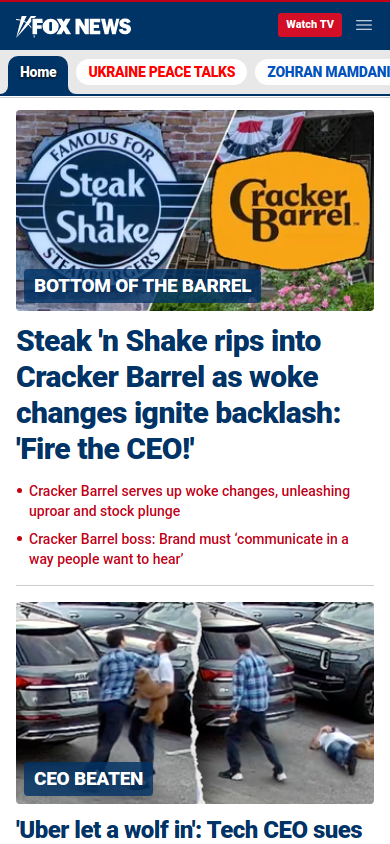 FOX NEWS
Watch TV
Home
UKRAINE PEACE TALKS
ZOHRAN MAMDANI
FAMOUS FOR
Steak
'n
Shake
STEAKBURGERS
Cracker
Barrel
BOTTOM OF THE BARREL
Steak 'n Shake rips into
Cracker Barrel as woke
changes ignite backlash:
'Fire the CEO!'
• Cracker Barrel serves up woke changes, unleashing
uproar and stock plunge
• Cracker Barrel boss: Brand must ‘communicate in a
way people want to hear’
CEO BEATEN
'Uber let a wolf in': Tech CEO sues